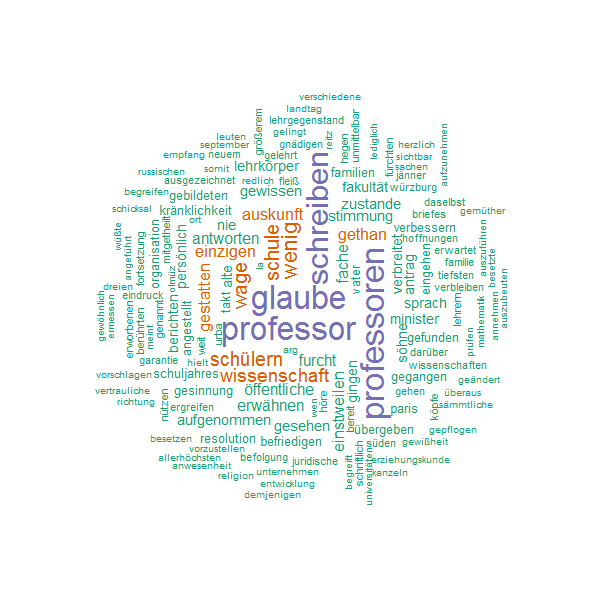 verschiedene
landtag
lehrgegenstand
gelingt
gnädigen
größerem
leuten
september
empfang
neuem
gelehrt
russischen
somit
lehrkörper
ausgezeichnet
redlich
fleiß
gewissen
begreifen
gebildeten
schicksal
kränklichkeit
ort
nie
auskunft
antworten
einzigen
reitz
hegen
unmittelbar
lediglich
fürchten
herzlich
sichtbar
sachen
jänner
aufzunehmen
familien
fakultät
würzburg
zustande
daselbst
stimmung
briefes
gemüther
gethan
verbessern
hoffnungen
schreiben
wenig
schule
wage
la
fache
vater
verbreitet
antrag
eingehen
erwartet
familie
tiefsten
verbleiben
auszuführen
besetzte
annehmen
auszubeuten
wüßte
angeführt
fortsetzung
organisation
mitgetheilt
persönlich
olmüz
dreien
eindruck
gewöhnlich
ermessen
erworbenen
berührten
meint
genannt
berichten
angestellt
gestatten
weit
takt
alte
urba
glaube
professor
professoren
sprach
minister
söhne
lehrern
mathematik
prüfen
gefunden
darüber
wissenschaften
arg
garantie
hielt
schülern
furcht
vorschlagen
schuljahres
wissenschaft
vertrauliche
richtung
nützen
gesinnung
öffentliche
ergreifen
erwähnen
wen
höre
einstweilen
bereit
gingen
gegangen
geändert
gehen
überaus
paris
köpfe
sämmtliche
aufgenommen
gesehen
übergeben
gepflogen
besetzen
resolution
befriedigen
süden
gewißheit
vorzustellen
allerhöchsten
befolgung
juridische
anwesenheit
religion
unternehmen
entwicklung
demjenigen
begreift
schriftlich
universitätens
erziehungskunde
kanzeln